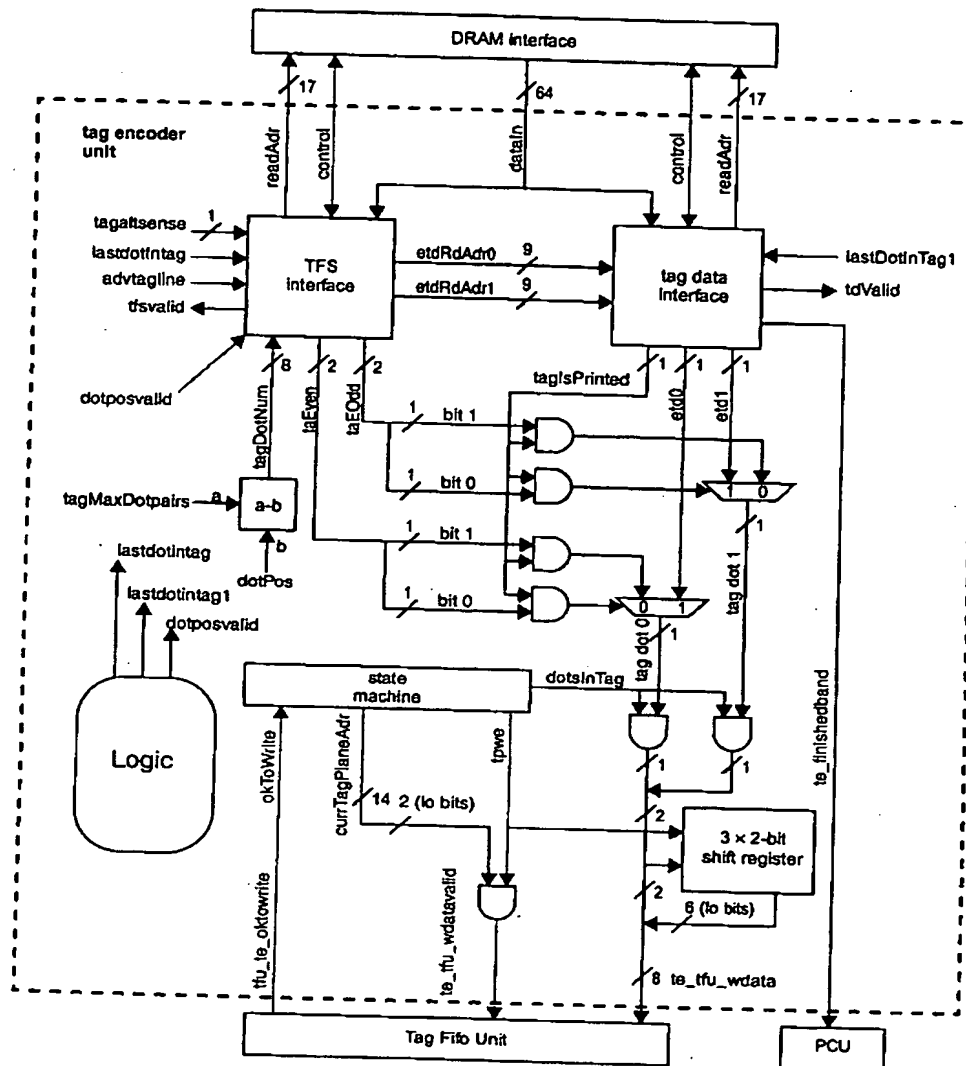 DRAM interface
17
64
17
tag encoder
unit
readAdr
control
dataIn
control
readAdr
tagaltsense
1
lastdotintag
advtagline
tfsvalid
dotposvalid
TFS
interface
etdRdAdr0
9
etdRdAdr1
9
tag data
interface
lastDotInTag1
tdValid
8
2
2
1
1
1
tagIsPrinted
tagDotNum
taEven
taEOdd
etd0
etd1
1
bit 1
1
bit 0
1
bit 1
1
bit 0
1
0
1
0
1
1
tagMaxDotpairs
a
a-b
b
dotPos
tag dot 1
tag dot 0
lastdotintag
lastdotintag1
dotposvalid
Logic
state
machine
dotsInTag
okToWrite
currTagPlaneAdr
tpwe
te_finishedband
14
2 (lo bits)
1
1
2
3 × 2-bit
shift register
2
6 (lo bits)
tfu_te_oktowrite
te_tfu_wdatavalid
8
te_tfu_wdata
Tag Fifo Unit
PCU